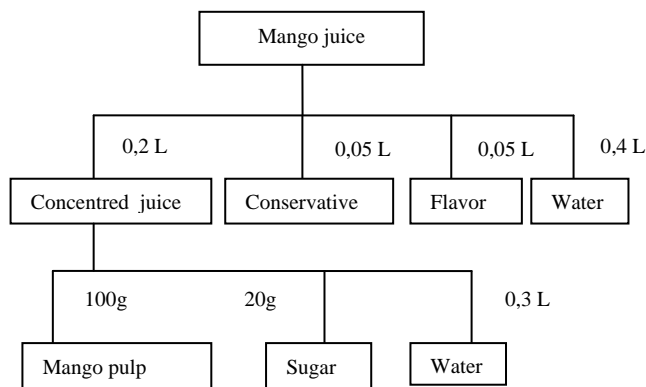 Mango juice
0,2 L
0,05 L
0,05 L
0,4 L
Concentred juice
Conservative
Flavor
Water
100g
20g
0,3 L
Mango pulp
Sugar
Water